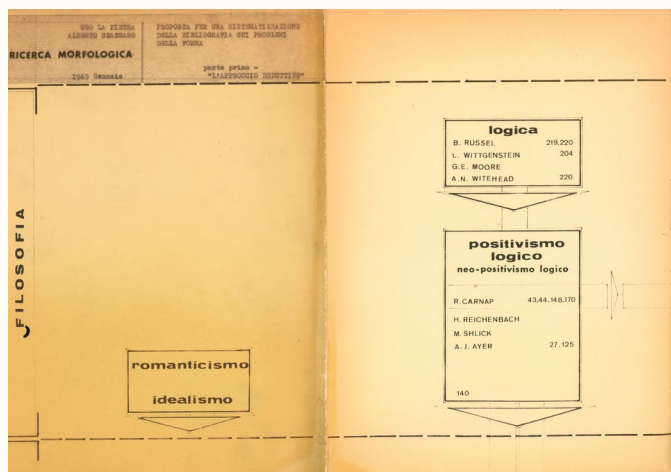 UGO LA PIETRA
ALBERTO SEASSARO
RICERCA MORFOLOGICA
1965 Gennaio
PROPOSTA PER UNA SISTEMATIZZAZIONE
DELLA BIBLIOGRAFIA SUI PROBLEMI
DELLA FORMA
parte prima -
"L'APPROCCIO DEDUTTIVO"
FILOSOFIA
romanticismo
idealismo
logica
B. RUSSEL 219,220
L. WITTGENSTEIN 204
G.E. MOORE
A.N. WITEHEAD 220
positivismo
logico
neo-positivismo logico
R. CARNAP 43,44,148,170
H. REICHENBACH
M. SHLICK
A. J. AYER 27,125
140